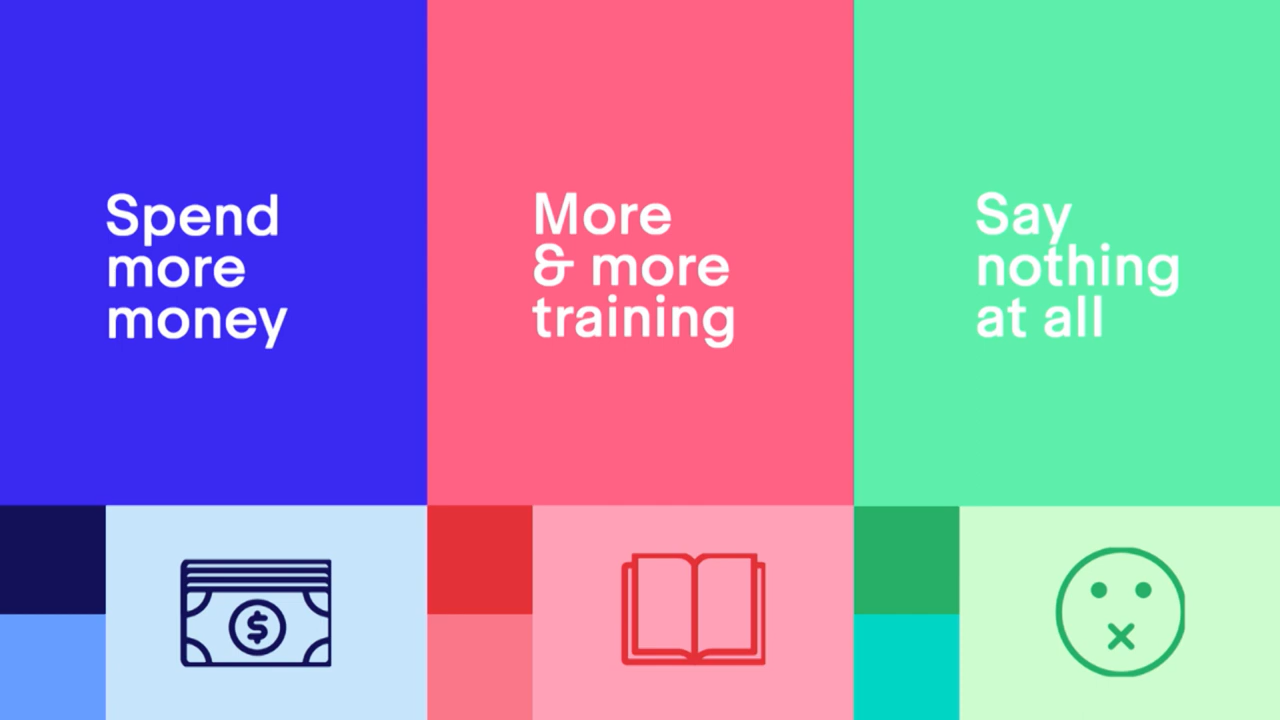 Spend
more
money
More
& more
training
Say
nothing
at all
$